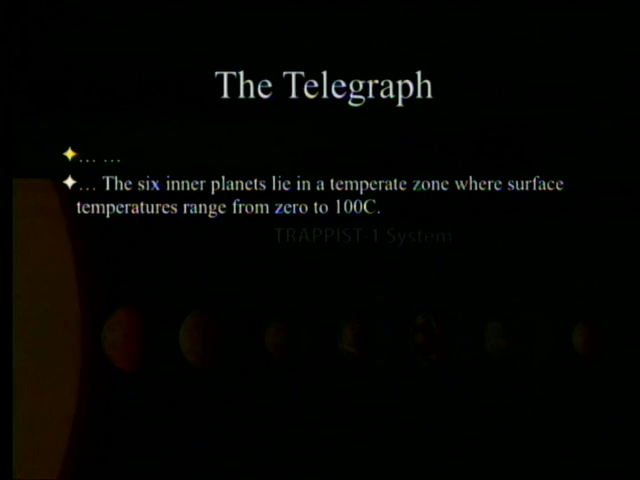 The Telegraph
… …
… The six inner planets lie in a temperate zone where surface
temperatures range from zero to 100C.
TRAPPIST-1 System